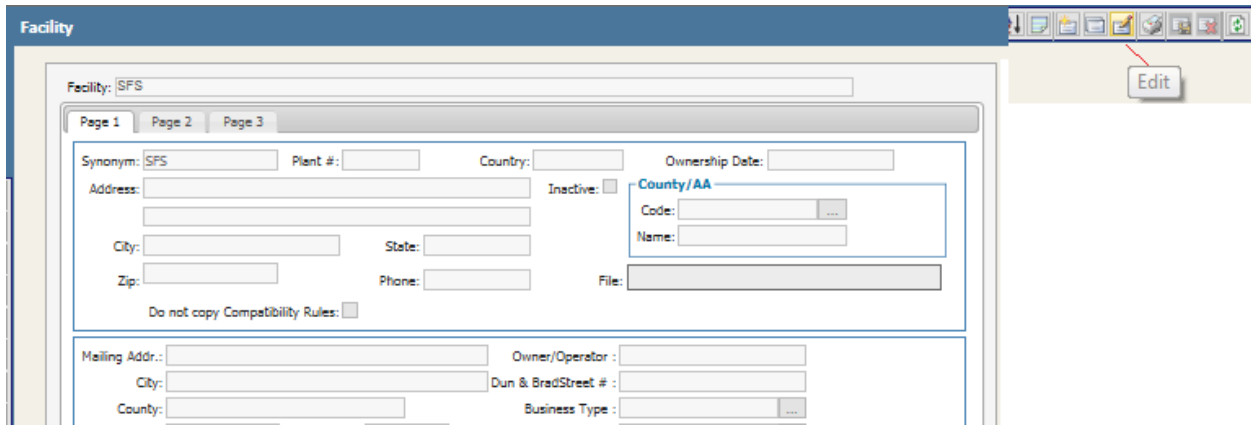 Facility
Edit
Facility: SFS
Page 1 Page 2 Page 3
Synonym: SFS Plant #: Country: Ownership Date:
Address: Inactive: County/AA
Code: ...
Name:
City: State:
Zip: Phone: File:
Do not copy Compatibility Rules:
Mailing Addr.: Owner/Operator :
City: Dun & BradStreet # :
County: Business Type : ...